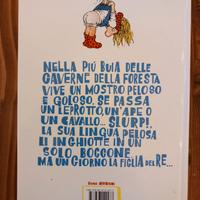 NELLA PIÚ BUIA DELLE
CAVERNE DELLA FORESTA
VIVE UN MOSTRO PELOSO
E GOLOSO. SE PASSA
UN LEPROTTO, UN'APE O
UN CAVALLO... SLURP!
LA SUA LINGUA PELOSA
LI INGHIOTTE IN UN
SOLO BOCCONE.
MA UN GIORNO LA FIGLIA DEL RE...